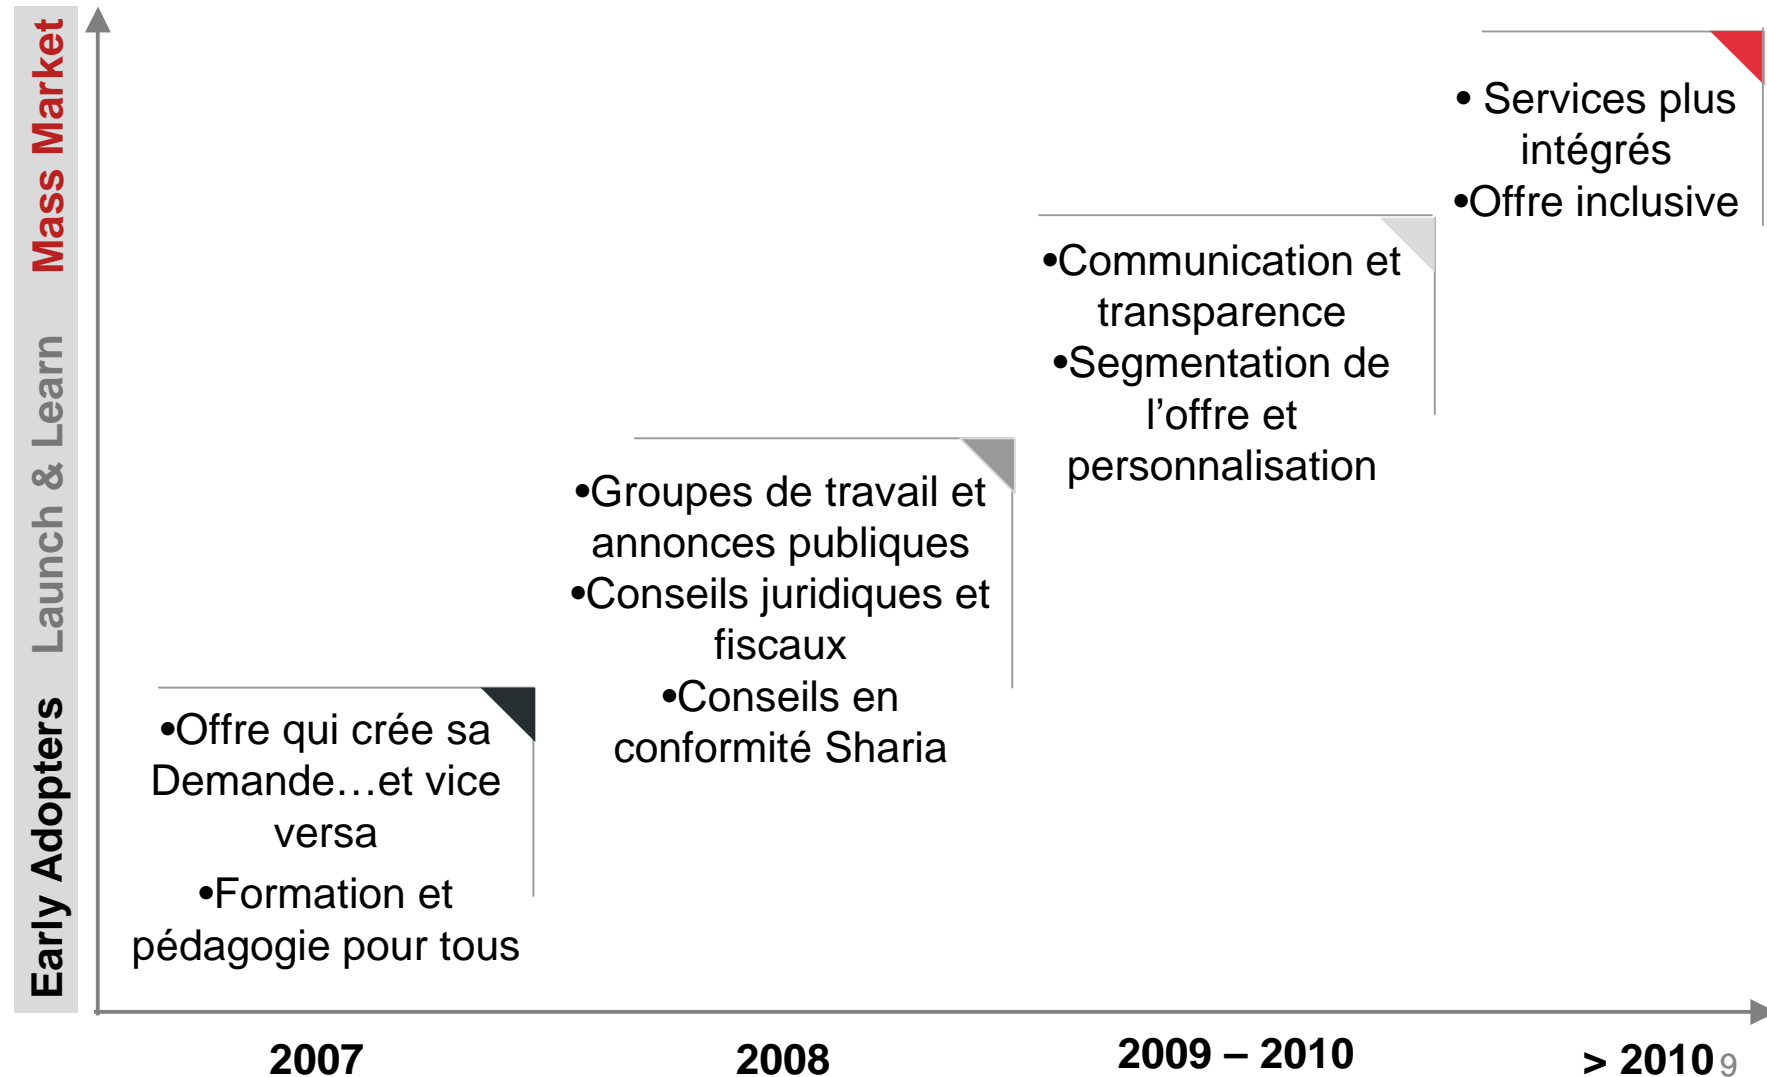 Mass Market
Launch & Learn
Early Adopters
• Services plus
intégrés
•Offre inclusive
•Communication et
transparence
•Segmentation de
l’offre et
personnalisation
•Groupes de travail et
annonces publiques
•Conseils juridiques et
fiscaux
•Conseils en
conformité Sharia
•Offre qui crée sa
Demande…et vice
versa
•Formation et
pédagogie pour tous
2007
2008
2009 – 2010
> 2010
9